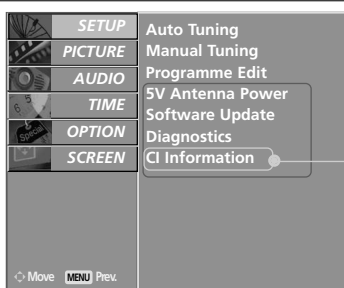 SETUP
PICTURE
AUDIO
TIME
OPTION
SCREEN
Auto Tuning
Manual Tuning
Programme Edit
5V Antenna Power
Software Update
Diagnostics
CI Information
Move MENU Prev.
Special